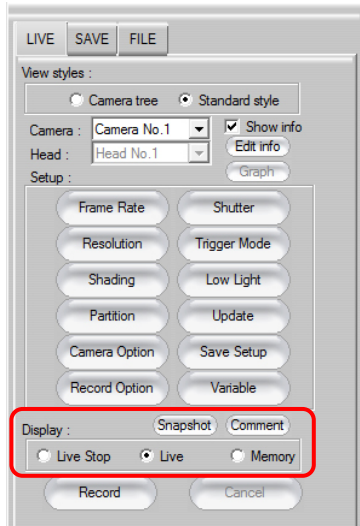 LIVE SAVE FILE
View styles :
Camera tree Standard style
Camera : Camera No.1 Show info
Head : Head No.1 Edit info
Setup : Graph
Frame Rate Shutter
Resolution Trigger Mode
Shading Low Light
Partition Update
Camera Option Save Setup
Record Option Variable
Display : Snapshot Comment
Live Stop Live Memory
Record Cancel